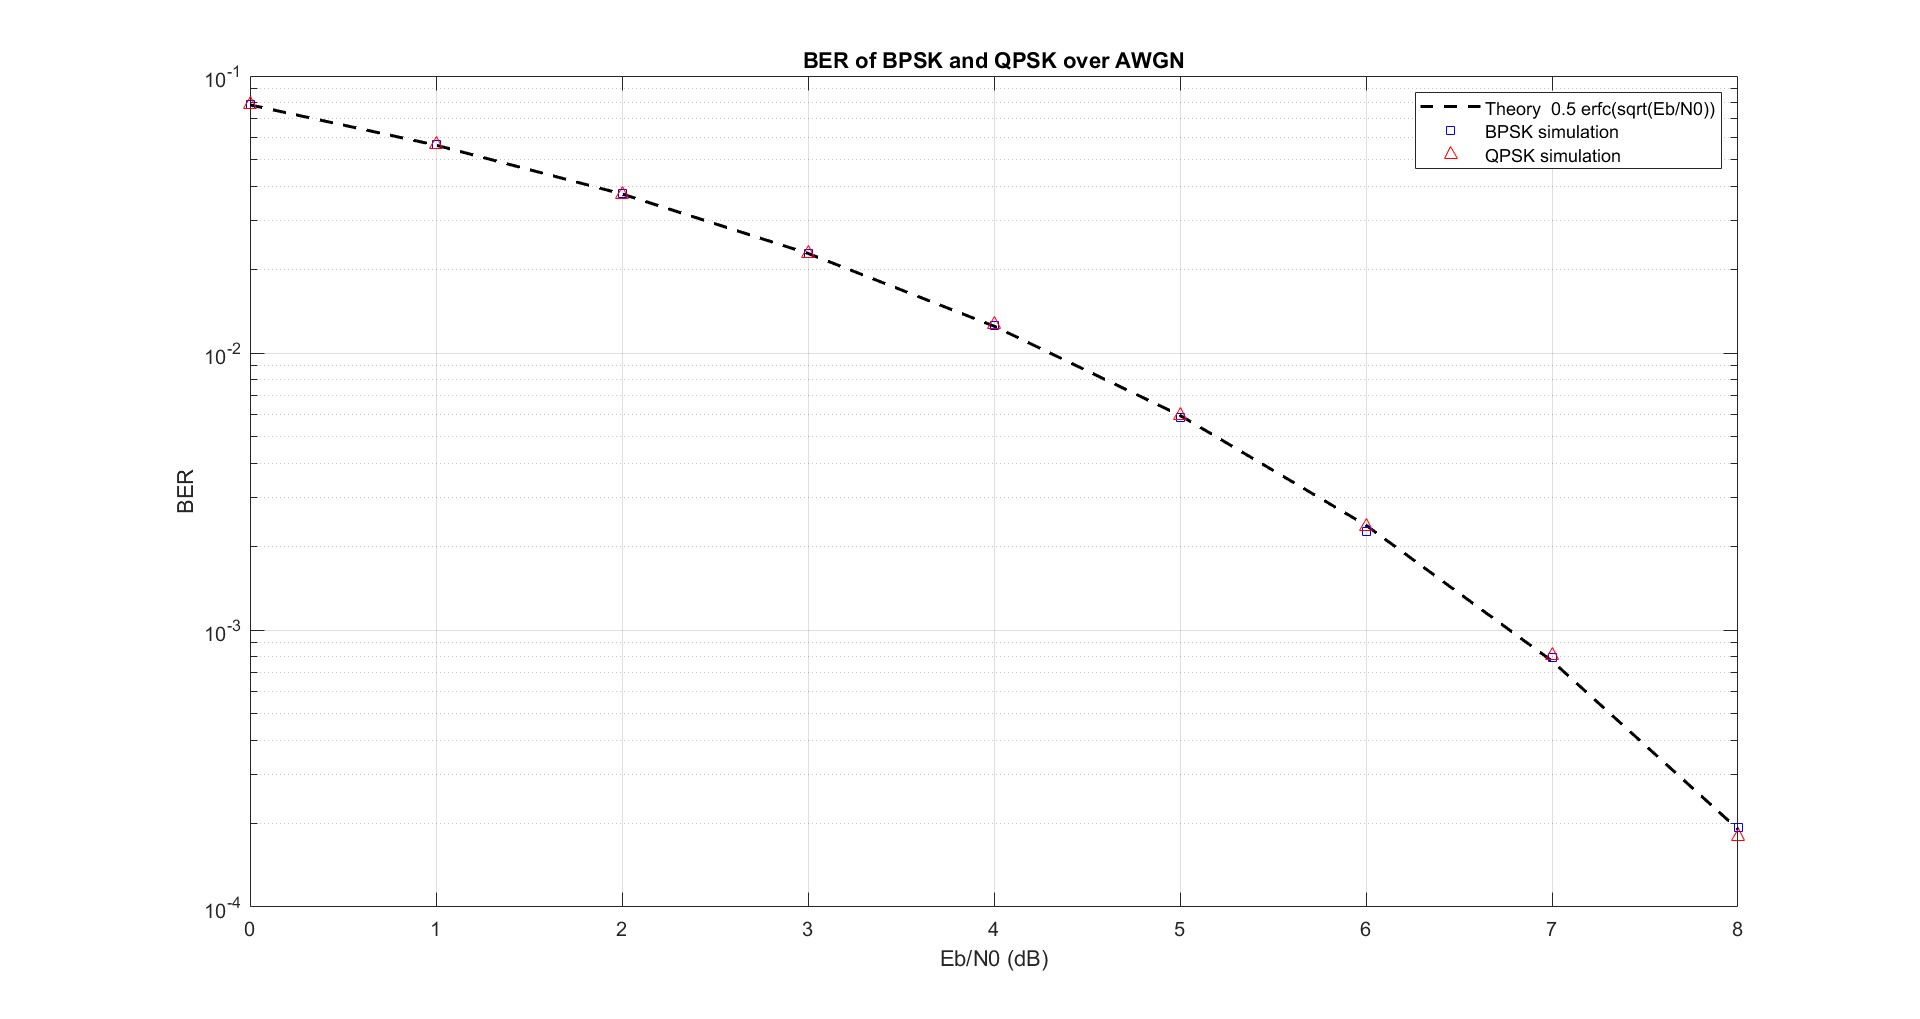 BER of BPSK and QPSK over AWGN
Theory  0.5 erfc(sqrt(Eb/N0))
BPSK simulation
QPSK simulation
10^-1
10^-2
10^-3
10^-4
BER
0 1 2 3 4 5 6 7 8
Eb/N0 (dB)